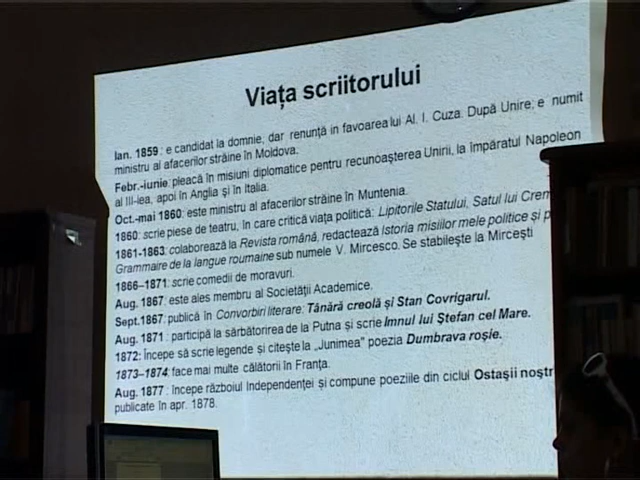 Viața scriitorului
Ian. 1859: e candidat la domnie, dar renunță în favoarea lui Al. I. Cuza. După Unire; e numit
ministru al afacerilor străine în Moldova.
Febr.-iunie: pleacă în misiuni diplomatice pentru recunoașterea Unirii, la împăratul Napoleon
al III-lea, apoi în Anglia și în Italia.
Oct.-mai 1860: este ministru al afacerilor străine în Muntenia.
1860: scrie piese de teatru, în care critică viața politică: Lipitorile Statului, Satul lui Crem
1861-1863: colaborează la Revista română, redactează Istoria misiilor mele politice și p
Grammaire de la langue roumaine sub numele V. Mircesco. Se stabilește la Mircești
1866–1871: scrie comedii de moravuri.
Aug. 1867: este ales membru al Societății Academice.
Sept.1867: publică în Convorbiri literare: Tânără creolă și Stan Covrigarul.
Aug. 1871: participă la sărbătorirea de la Putna și scrie Imnul lui Ștefan cel Mare.
1872: Începe să scrie legende și citește la „Junimea" poezia Dumbrava roșie.
1873–1874: face mai multe călătorii în Franța.
Aug. 1877: începe războiul Independenței și compune poeziile din ciclul Ostașii noștr
publicate în apr. 1878.